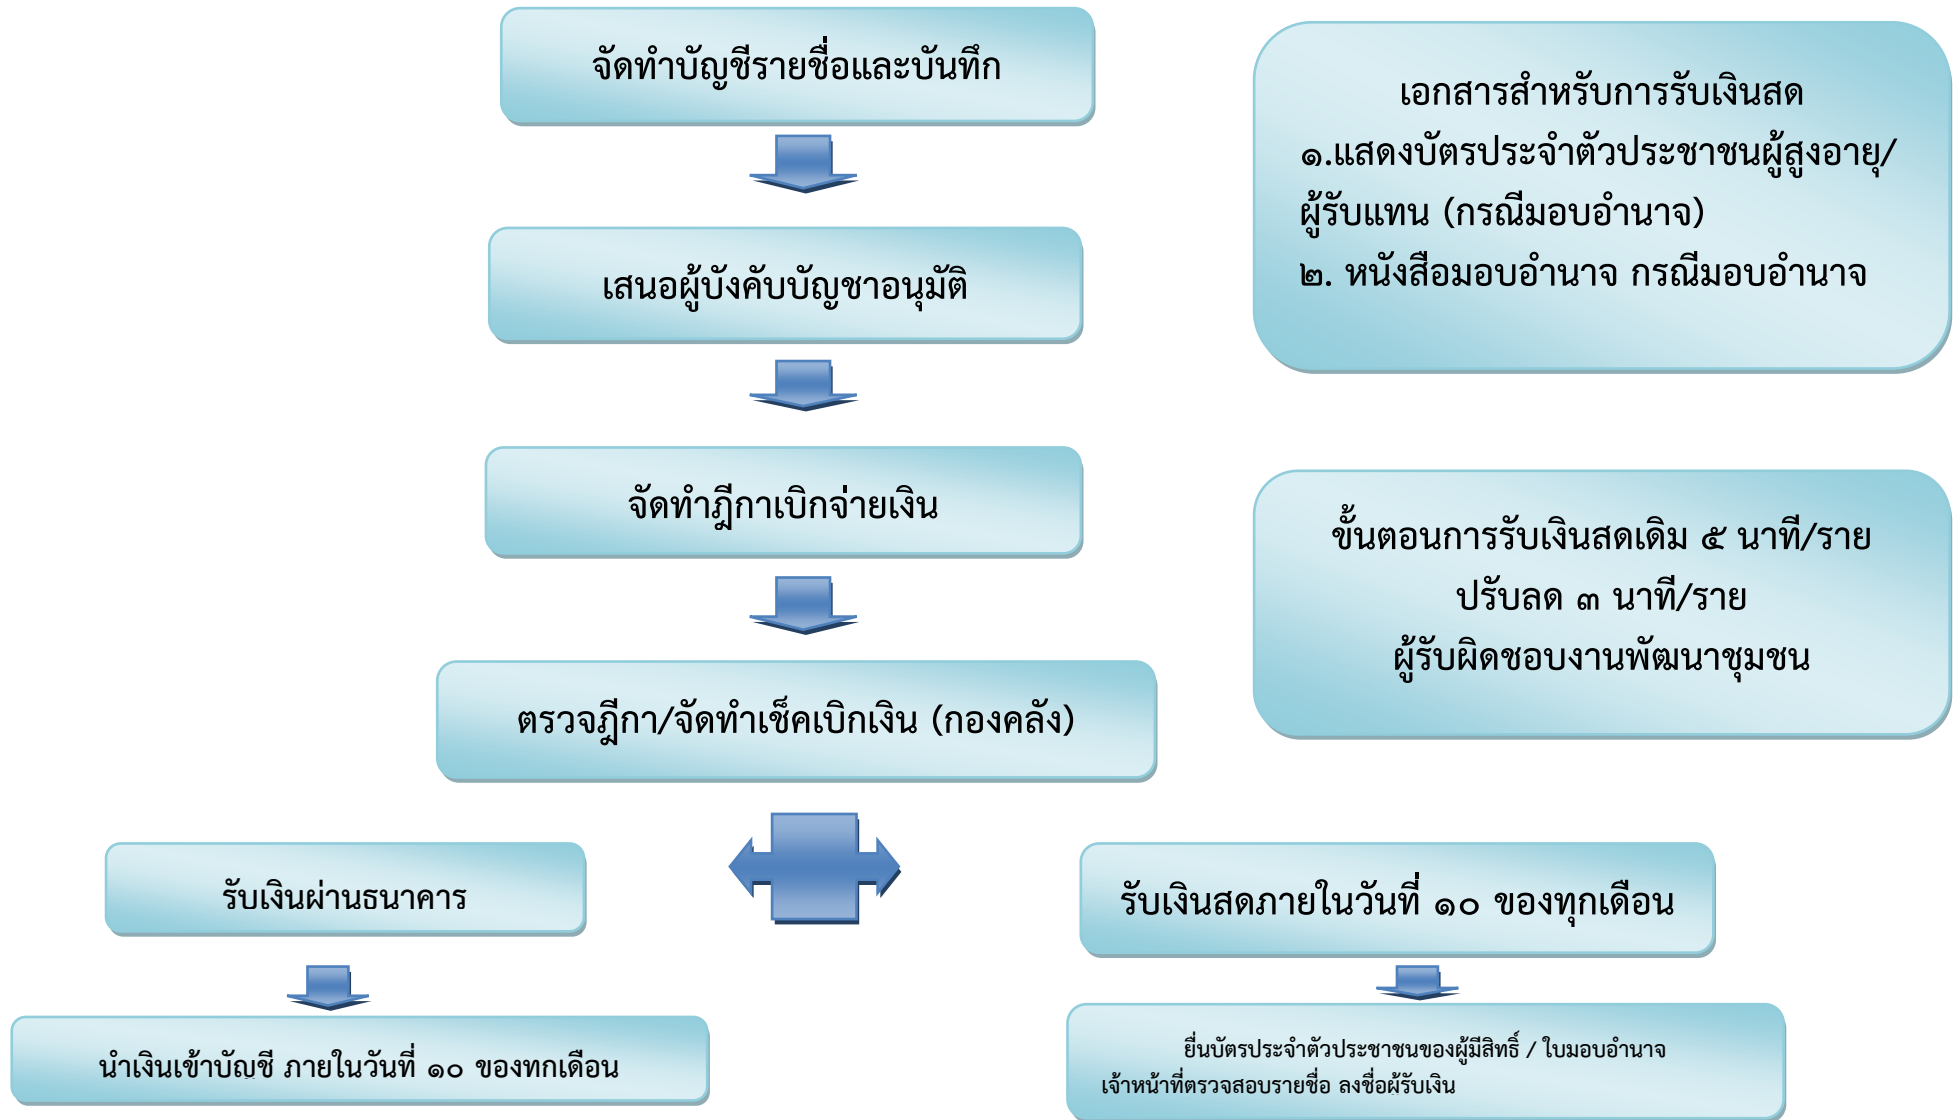 จัดทำบัญชีรายชื่อและบันทึก
เสนอผู้บังคับบัญชาอนุมัติ
จัดทำฎีกาเบิกจ่ายเงิน
ตรวจฎีกา/จัดทำเช็คเบิกเงิน (กองคลัง)
รับเงินผ่านธนาคาร
นำเงินเข้าบัญชี ภายในวันที่ ๑๐ ของทุกเดือน
รับเงินสดภายในวันที่ ๑๐ ของทุกเดือน
ยื่นบัตรประจำตัวประชาชนของผู้มีสิทธิ์ / ใบมอบอำนาจ
เจ้าหน้าที่ตรวจสอบรายชื่อ ลงชื่อผู้รับเงิน
เอกสารสำหรับการรับเงินสด
๑.แสดงบัตรประจำตัวประชาชนผู้สูงอายุ/
ผู้รับแทน (กรณีมอบอำนาจ)
๒. หนังสือมอบอำนาจ กรณีมอบอำนาจ
ขั้นตอนการรับเงินสดเดิม ๕ นาที/ราย
ปรับลด ๓ นาที/ราย
ผู้รับผิดชอบงานพัฒนาชุมชน